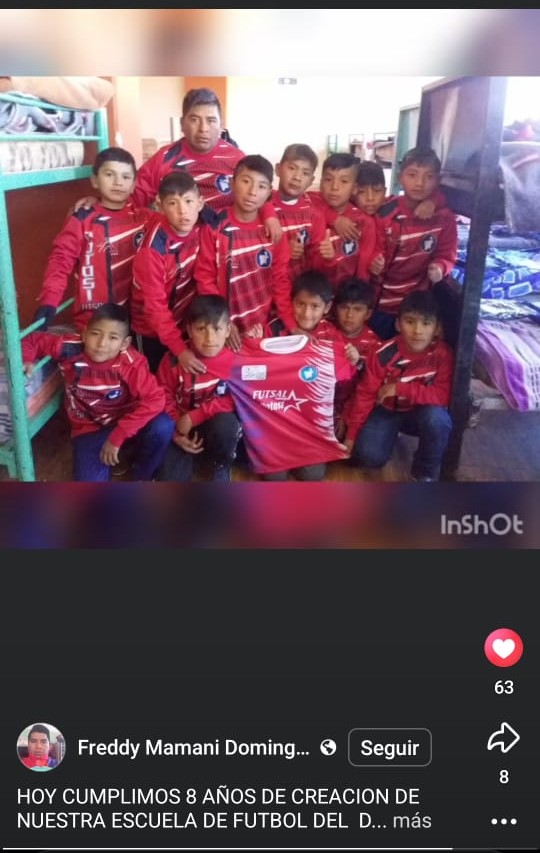 FUTSAL
InShOt
63
Freddy Mamani Doming... Seguir
8
HOY CUMPLIMOS 8 AÑOS DE CREACION DE
NUESTRA ESCUELA DE FUTBOL DEL D... más